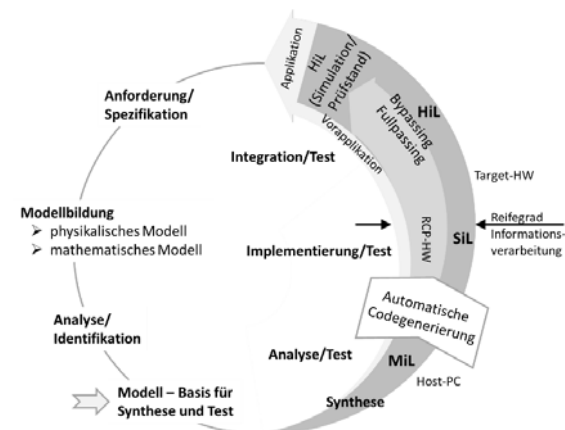 Applikation
HiL
(Simulation/
Prüfstand)
Vorapplikation
Bypassing
Fullpassing
HiL
Anforderung/
Spezifikation
Integration/Test
Target-HW
Modellbildung
➢ physikalisches Modell
➢ mathematisches Modell
RCP-HW
SiL
Reifegrad
Informations-
verarbeitung
Implementierung/Test
Automatische
Codegenerierung
Analyse/
Identifikation
Analyse/Test
MiL
Host-PC
Modell – Basis für
Synthese und Test
Synthese